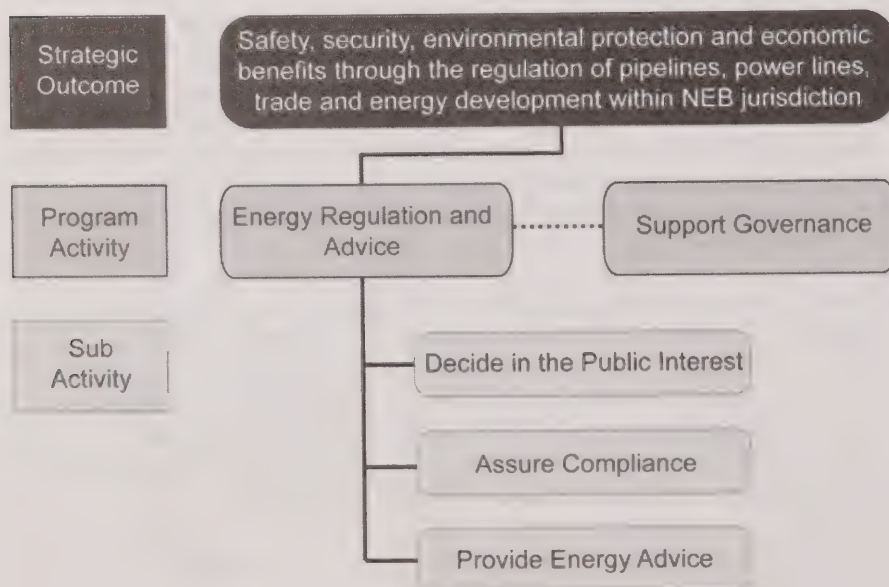 Strategic
Outcome
Safety, security, environmental protection and economic
benefits through the regulation of pipelines, power lines,
trade and energy development within NEB jurisdiction
Program
Activity
Energy Regulation and
Advice
Support Governance
Sub
Activity
Decide in the Public Interest
Assure Compliance
Provide Energy Advice